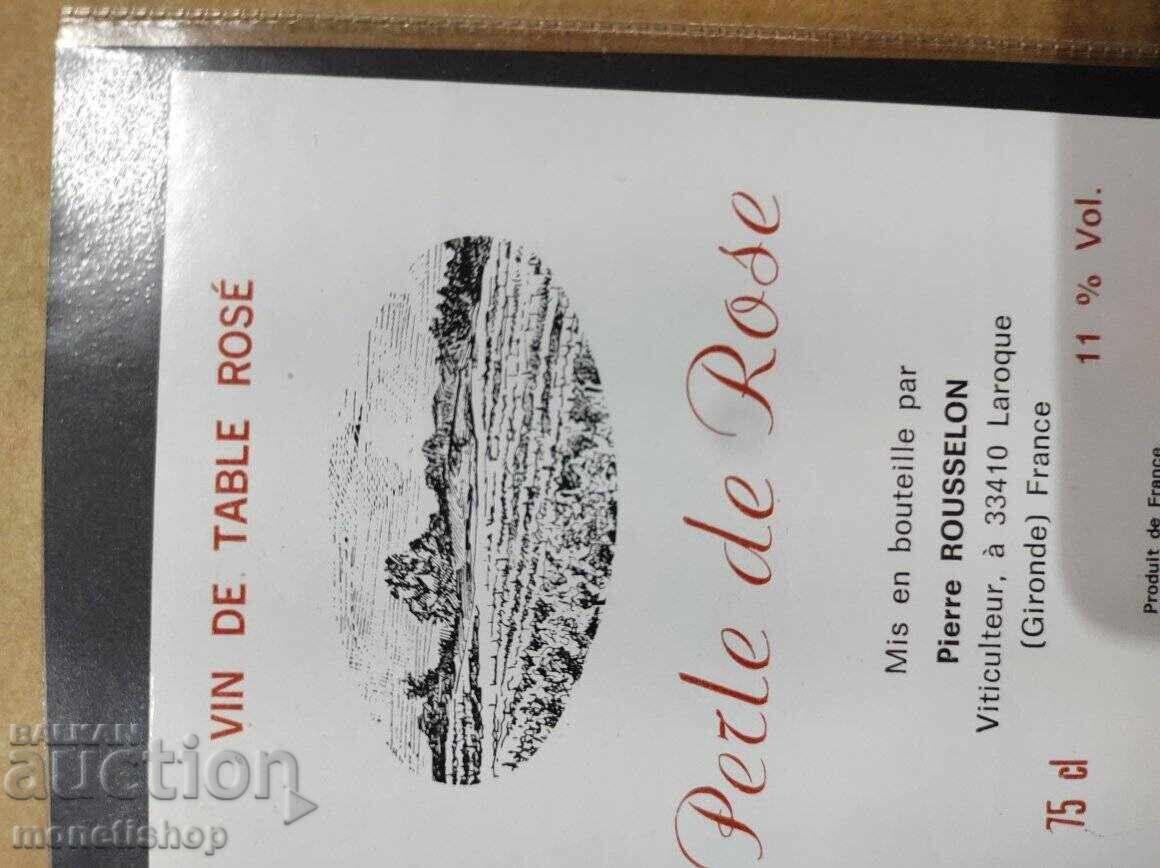 VIN DE TABLE ROSÉ
Perle de Rose
Mis en bouteille par
Pierre ROUSSELON
Viticulteur, à 33410 Laroque
(Gironde) France
75 cl 11 % Vol.
Produit de France
BALKAN
auction
monetishop